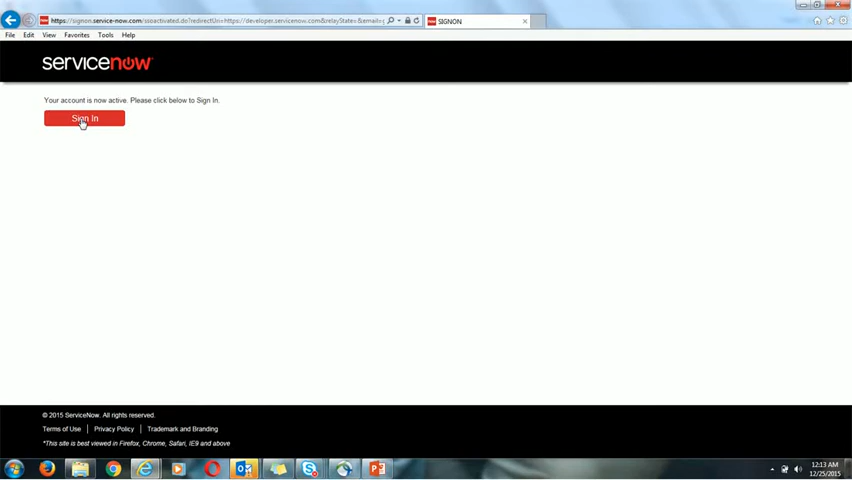 https://signon.service-now.com/ssoactivated.do?redirectUri=https://developer.servicenow.com&relayState=&email=
SIGNON
File Edit View Favorites Tools Help
servicenow
Your account is now active. Please click below to Sign In.
Sign In
© 2015 ServiceNow. All rights reserved.
Terms of Use | Privacy Policy | Trademark and Branding
*This site is best viewed in Firefox, Chrome, Safari, IE9 and above
12:13 AM
12/25/2015